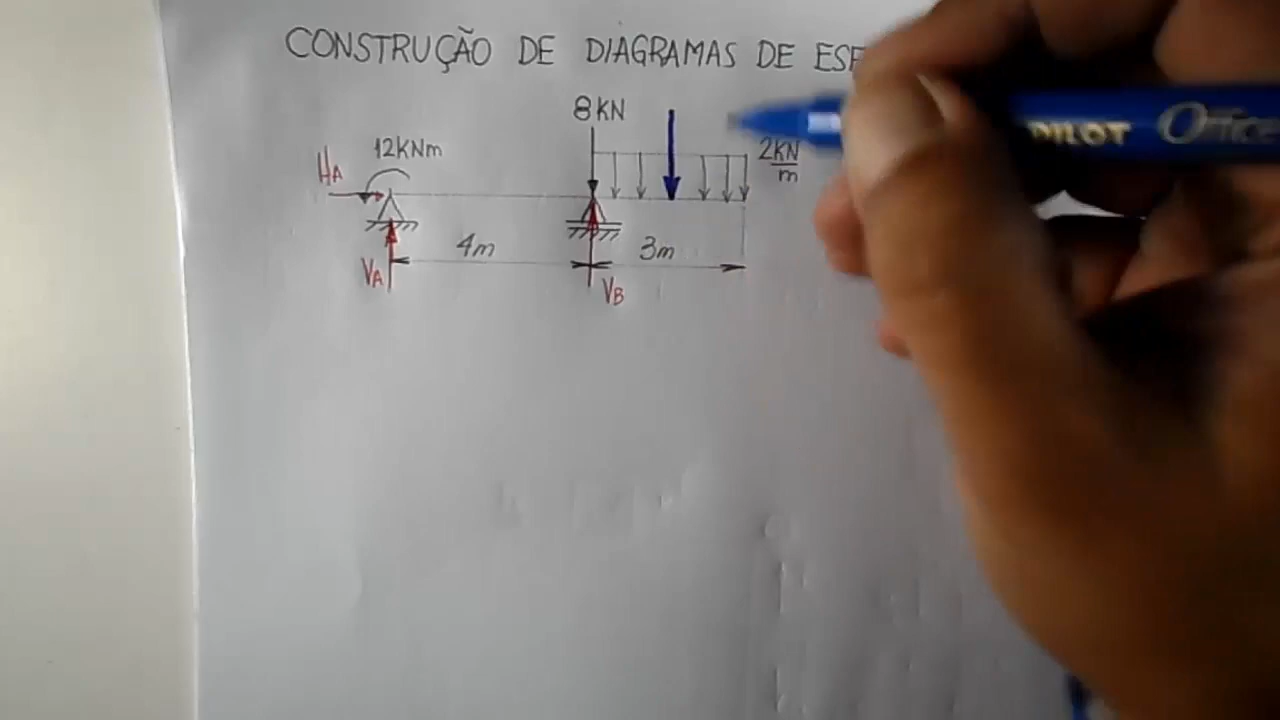 CONSTRUÇÃO DE DIAGRAMAS DE ESF
8KN
12KNm
2KN
m
HA
4m
3m
VA
VB
PILOT Office